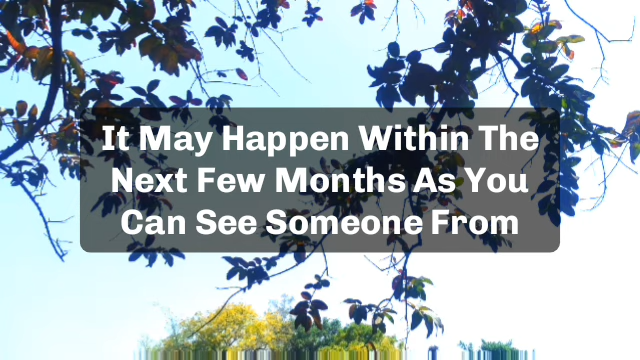 It May Happen Within The
Next Few Months As You
Can See Someone From